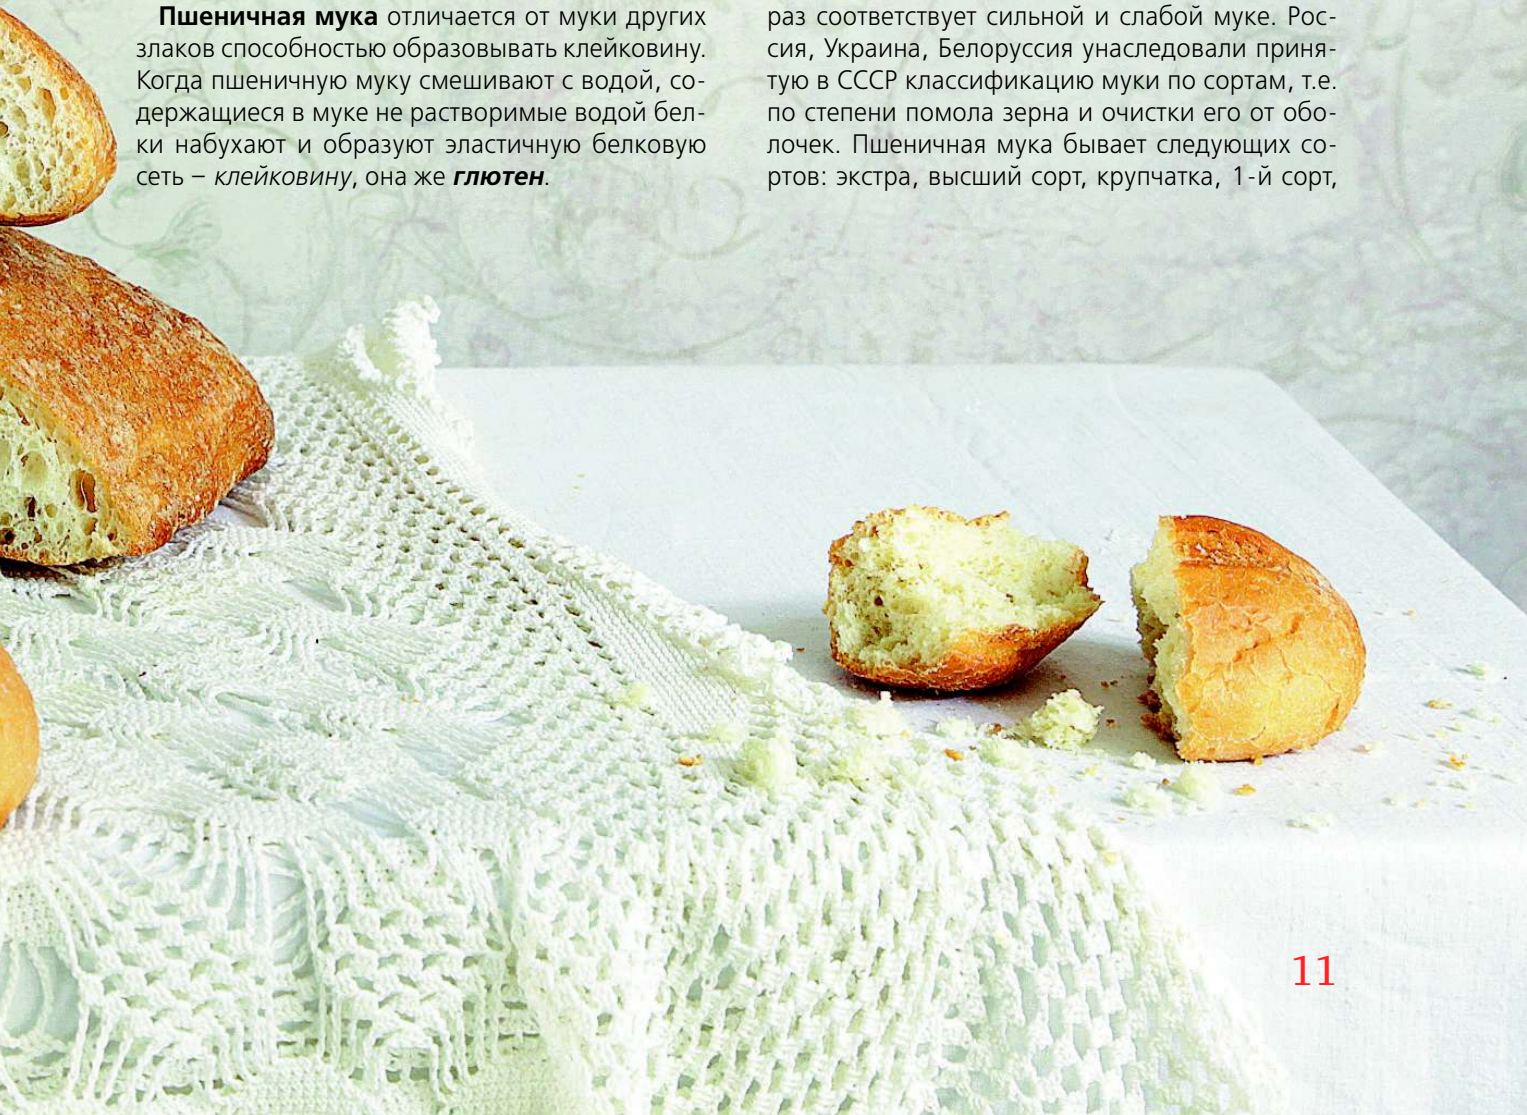 Пшеничная мука отличается от муки других
злаков способностью образовывать клейковину.
Когда пшеничную муку смешивают с водой, со-
держащиеся в муке не растворимые водой бел-
ки набухают и образуют эластичную белковую
сеть – клейковину, она же глютен.
раз соответствует сильной и слабой муке. Рос-
сия, Украина, Белоруссия унаследовали приня-
тую в СССР классификацию муки по сортам, т.е.
по степени помола зерна и очистки его от обо-
лочек. Пшеничная мука бывает следующих со-
ртов: экстра, высший сорт, крупчатка, 1-й сорт,
11